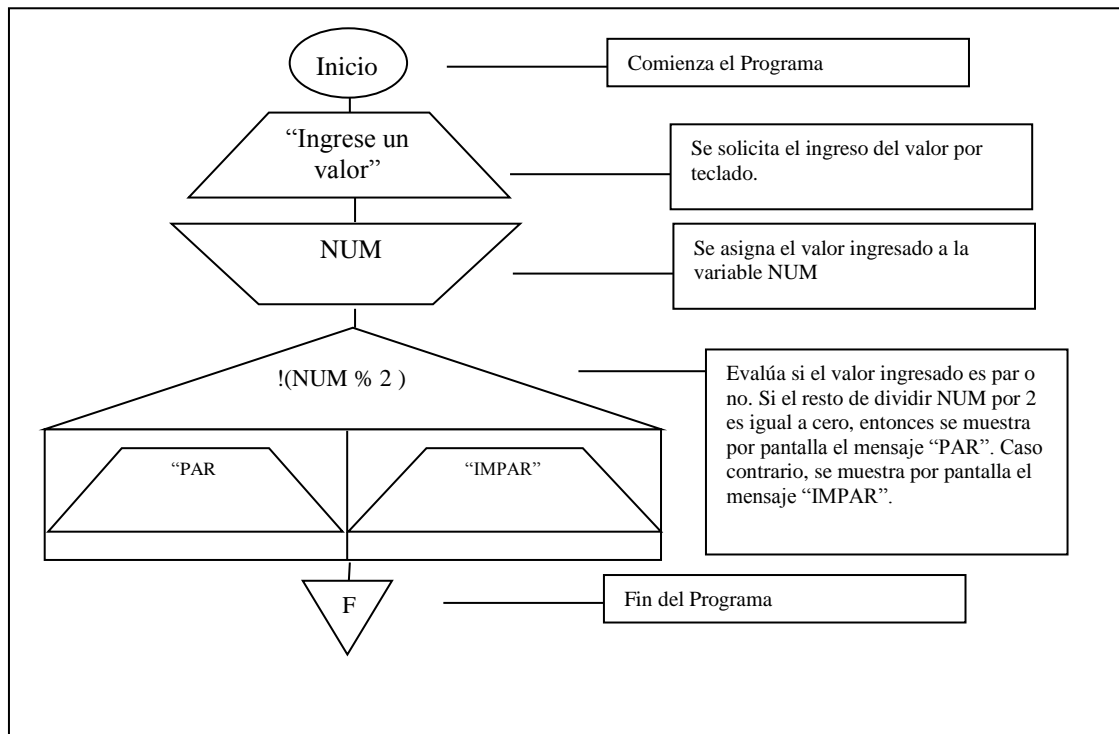 Inicio
Comienza el Programa
“Ingrese un
valor”
Se solicita el ingreso del valor por
teclado.
NUM
Se asigna el valor ingresado a la
variable NUM
!(NUM % 2 )
Evalúa si el valor ingresado es par o
no. Si el resto de dividir NUM por 2
es igual a cero, entonces se muestra
por pantalla el mensaje “PAR”. Caso
contrario, se muestra por pantalla el
mensaje “IMPAR”.
“PAR
“IMPAR”
F
Fin del Programa